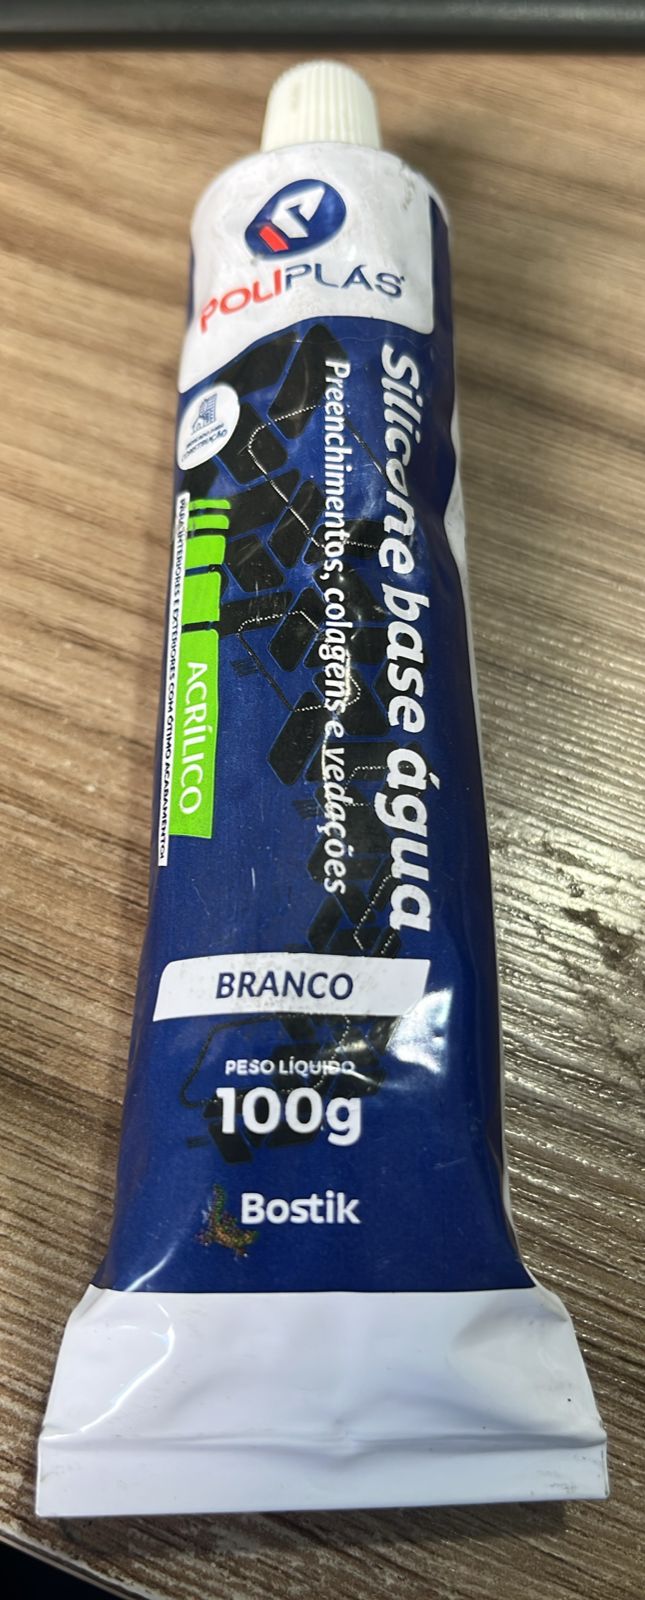 POLIPLÁS
Silicone base água
Preenchimentos, colagens e vedações
ACRÍLICO
PARA INTERIORES E EXTERIORES COM ÓTIMO ACABAMENTO!
BRANCO
PESO LÍQUIDO
100g
Bostik